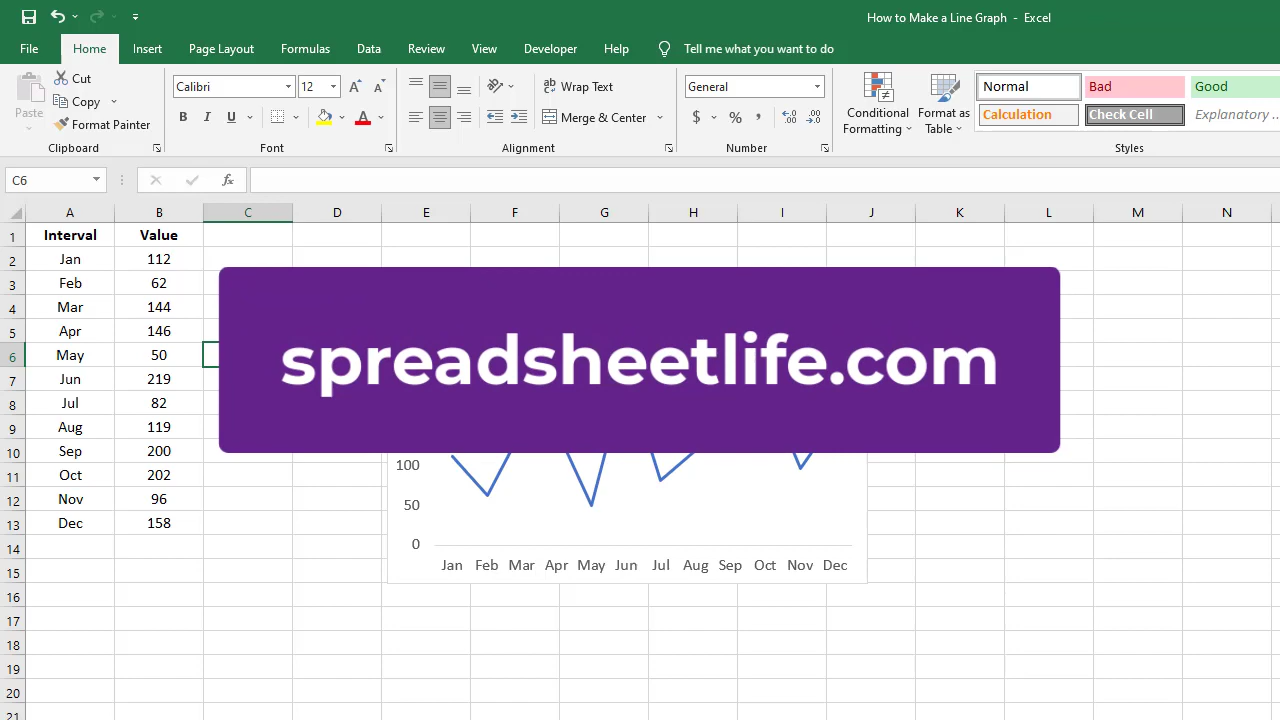 How to Make a Line Graph - Excel
File Home Insert Page Layout Formulas Data Review View Developer Help Tell me what you want to do
Paste
Cut
Copy
Format Painter
Clipboard
Calibri 12
B I U A
Font
ab Wrap Text
Merge & Center
Alignment
General
$ % ,
Number
Conditional
Formatting
Format as
Table
Normal Bad Good
Calculation Check Cell Explanatory ...
Styles
C6 fx
A B C D E F G H I J K L M N
1 Interval Value
2 Jan 112
3 Feb 62
4 Mar 144
5 Apr 146
6 May 50
7 Jun 219
8 Jul 82
9 Aug 119
10 Sep 200
11 Oct 202
12 Nov 96
13 Dec 158
14
15
16
17
18
19
20
21
spreadsheetlife.com
100
50
0
Jan Feb Mar Apr May Jun Jul Aug Sep Oct Nov Dec